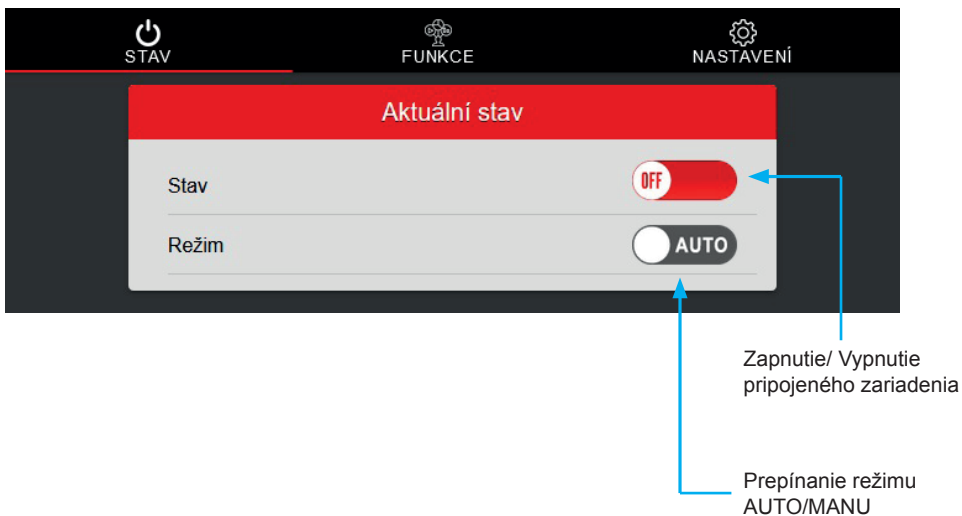 STAV
FUNKCE
NASTAVENÍ
Aktuální stav
Stav
OFF
Režim
AUTO
Zapnutie/ Vypnutie
pripojeného zariadenia
Prepínanie režimu
AUTO/MANU